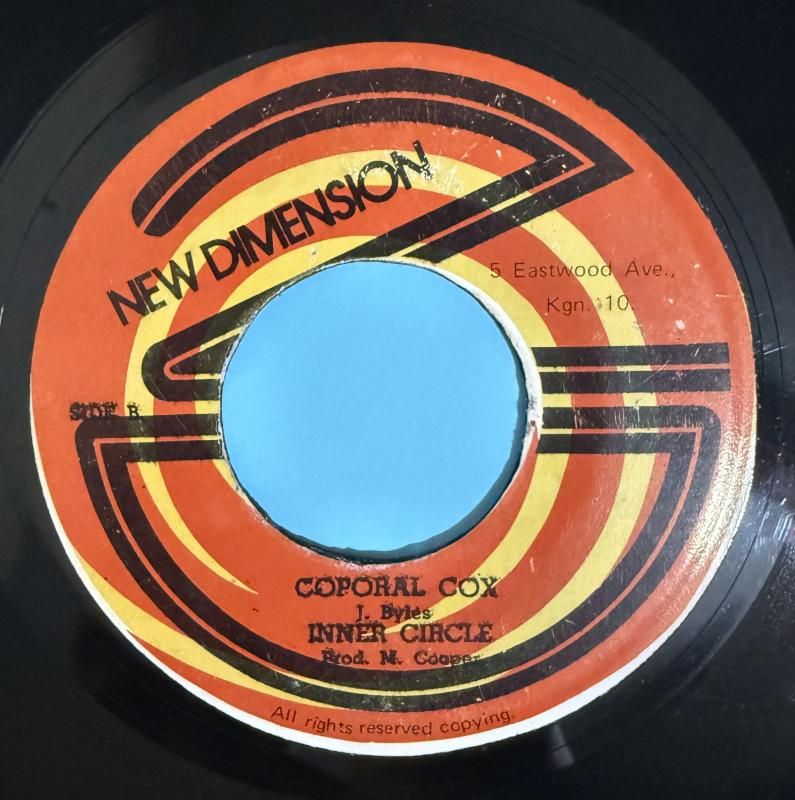 NEW DIMENSION
5 Eastwood Ave.,
Kgn. 10.
SIDE B
COPORAL COX
J. Byles
INNER CIRCLE
Prod. M. Cooper
All rights reserved copying.